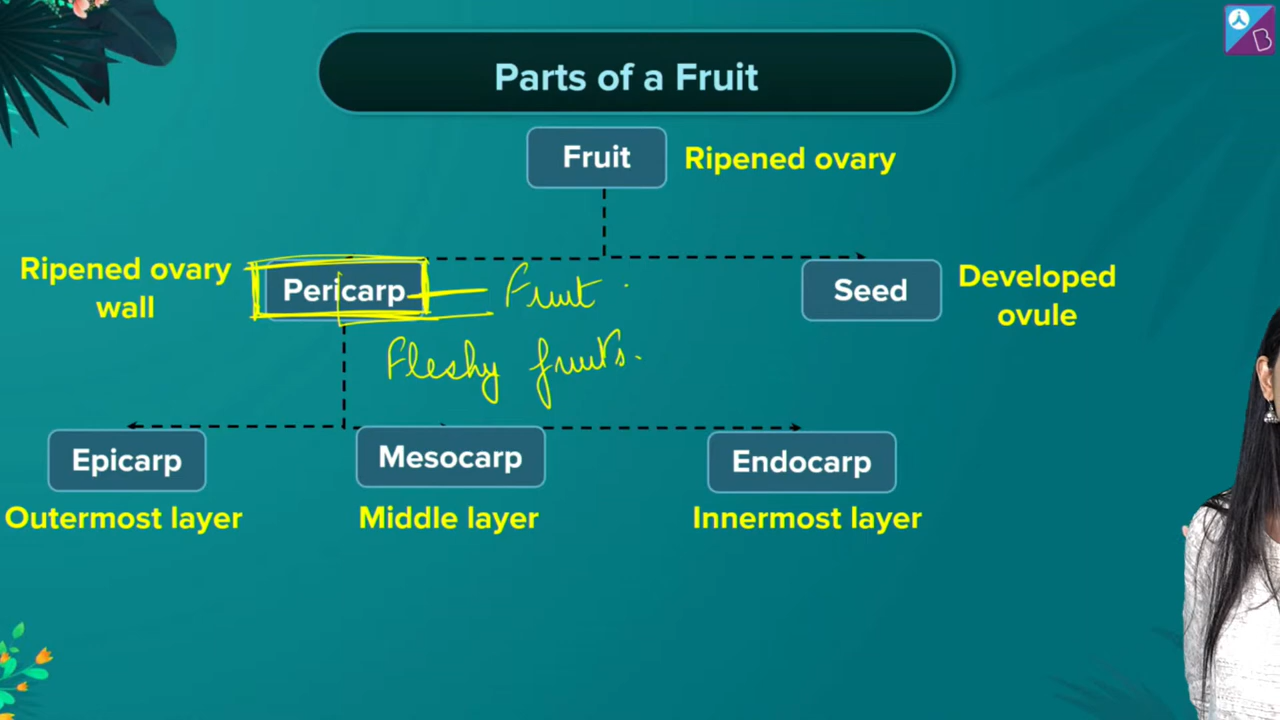 Parts of a Fruit
Fruit
Ripened ovary
Ripened ovary
wall
Pericarp
Fruit
Seed
Developed
ovule
Fleshy fruits.
Epicarp
Mesocarp
Endocarp
Outermost layer
Middle layer
Innermost layer
B